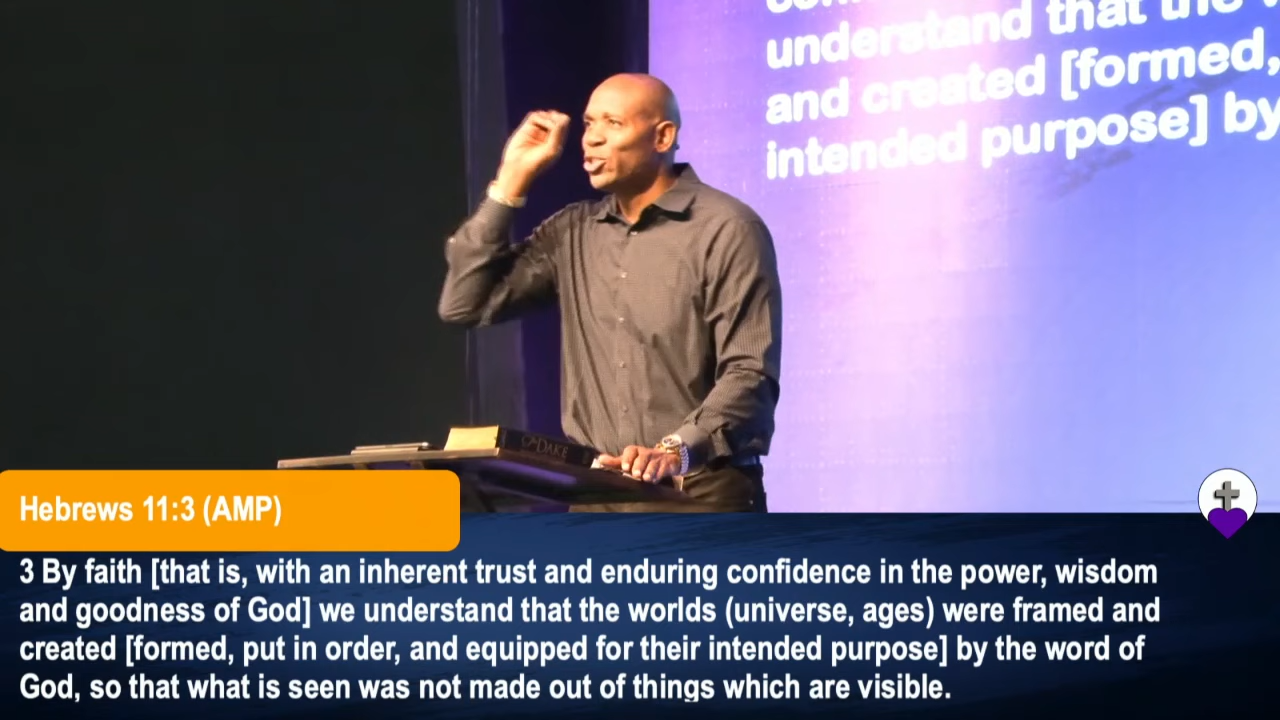 understand that the
and created [formed,
intended purpose] by
DAKE
Hebrews 11:3 (AMP)
3 By faith [that is, with an inherent trust and enduring confidence in the power, wisdom
and goodness of God] we understand that the worlds (universe, ages) were framed and
created [formed, put in order, and equipped for their intended purpose] by the word of
God, so that what is seen was not made out of things which are visible.